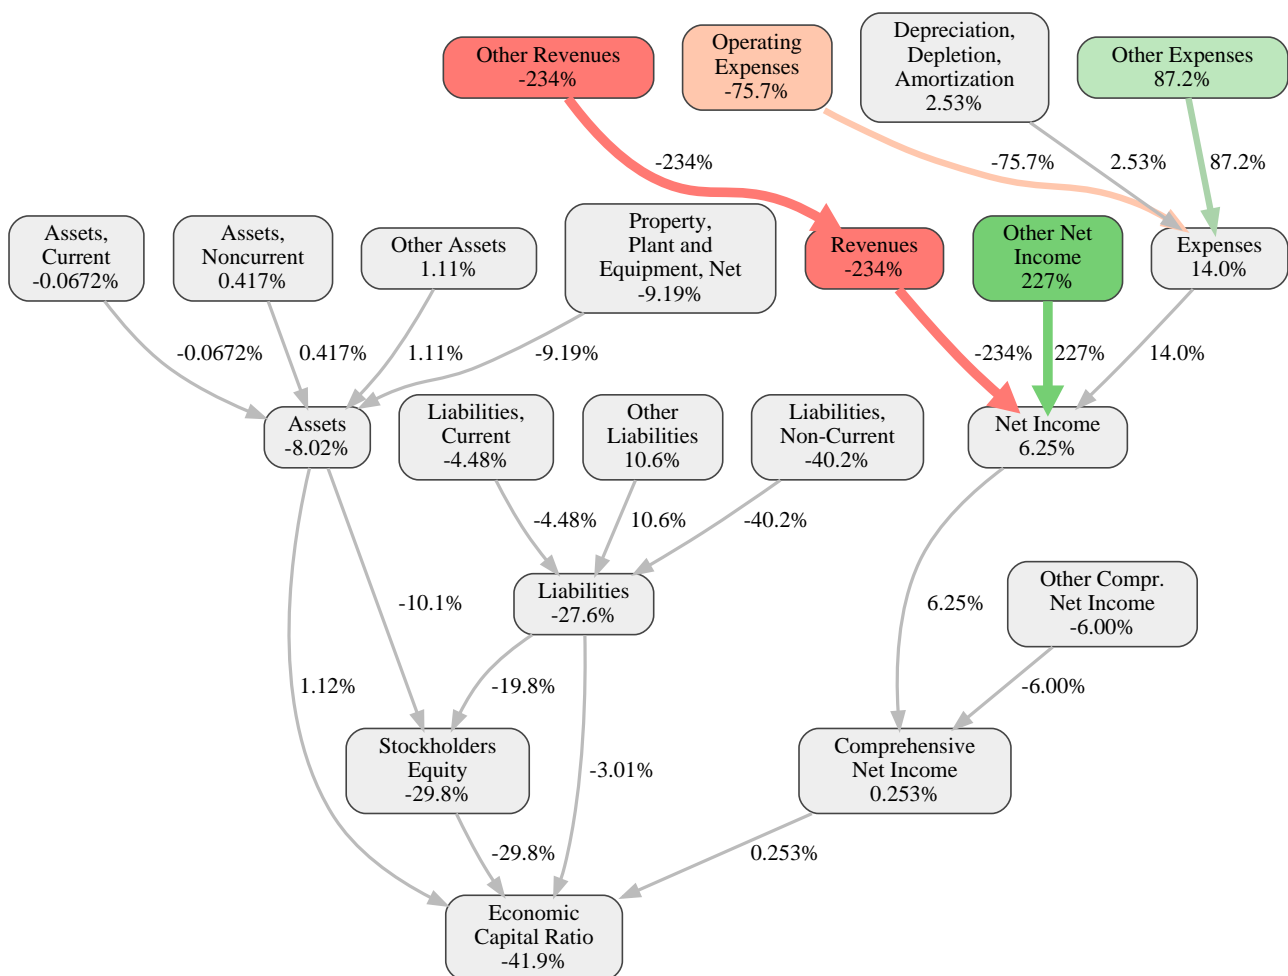 Other Revenues
-234%
Operating
Expenses
-75.7%
Depreciation,
Depletion,
Amortization
2.53%
Other Expenses
87.2%
-234%
-75.7%
2.53%
87.2%
Assets,
Current
-0.0672%
Assets,
Noncurrent
0.417%
Other Assets
1.11%
Property,
Plant and
Equipment, Net
-9.19%
Revenues
-234%
Other Net
Income
227%
Expenses
14.0%
-0.0672%
0.417%
1.11%
-9.19%
-234%
227%
14.0%
Assets
-8.02%
Liabilities,
Current
-4.48%
Other
Liabilities
10.6%
Liabilities,
Non-Current
-40.2%
Net Income
6.25%
-4.48%
10.6%
-40.2%
Liabilities
-27.6%
Other Compr.
Net Income
-6.00%
-10.1%
6.25%
1.12%
-19.8%
-6.00%
Stockholders
Equity
-29.8%
-3.01%
Comprehensive
Net Income
0.253%
-29.8%
0.253%
Economic
Capital Ratio
-41.9%